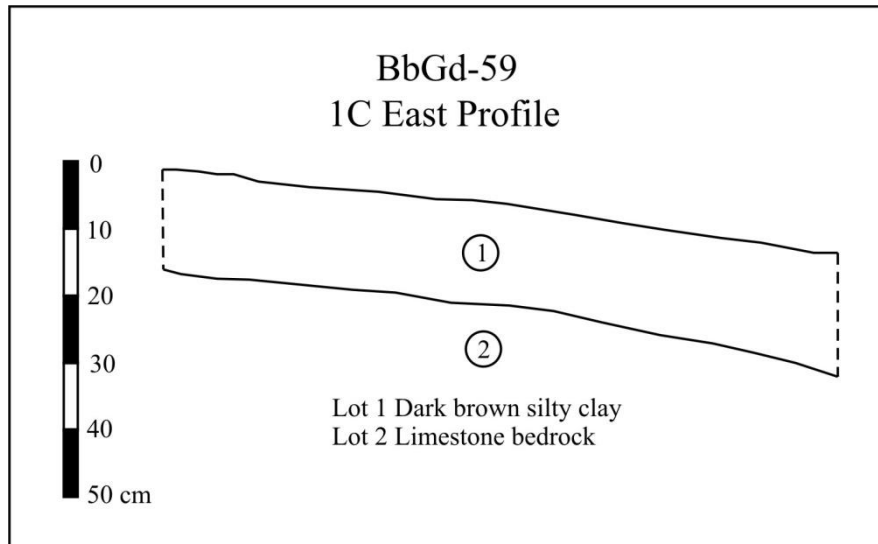 BbGd-59
1C East Profile
0
10
20
30
40
50 cm
1
2
Lot 1 Dark brown silty clay
Lot 2 Limestone bedrock